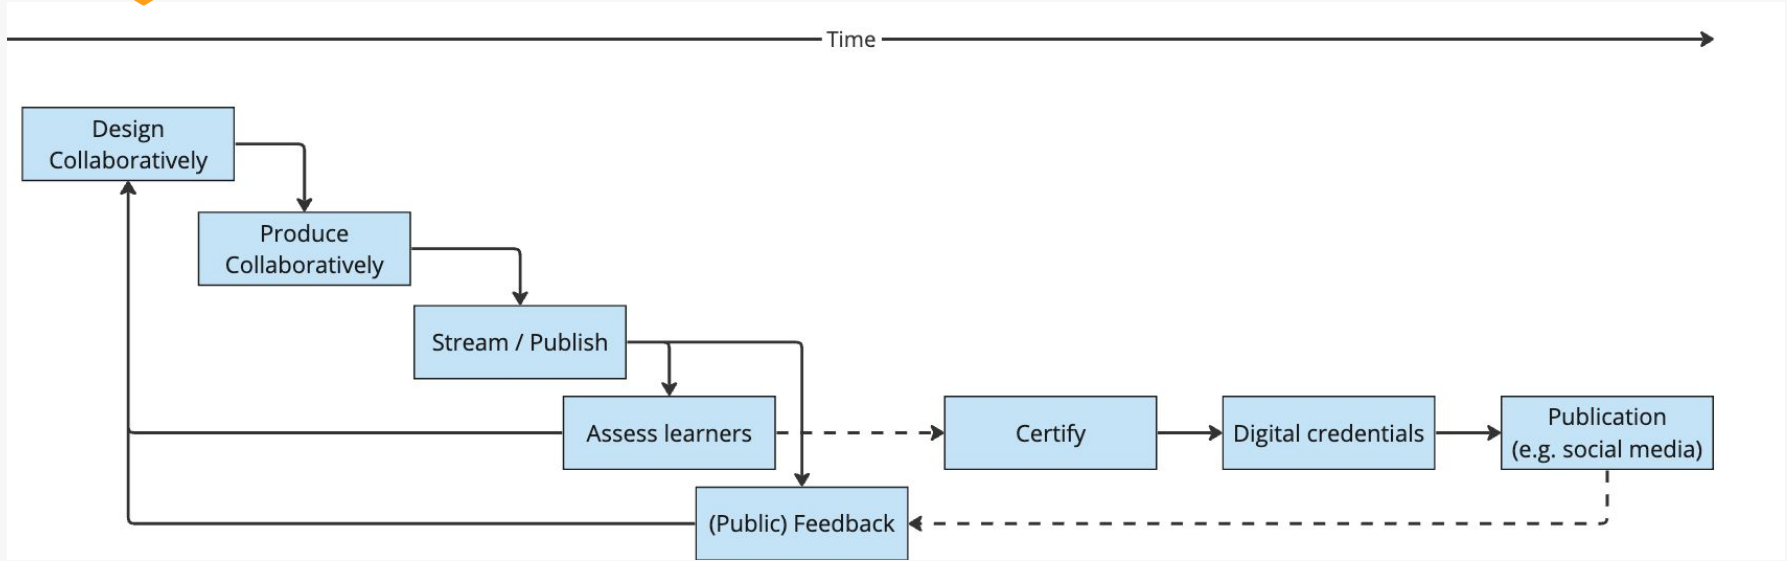 Time
Design
Collaboratively
Produce
Collaboratively
Stream / Publish
Assess learners
Certify
Digital credentials
Publication
(e.g. social media)
(Public) Feedback